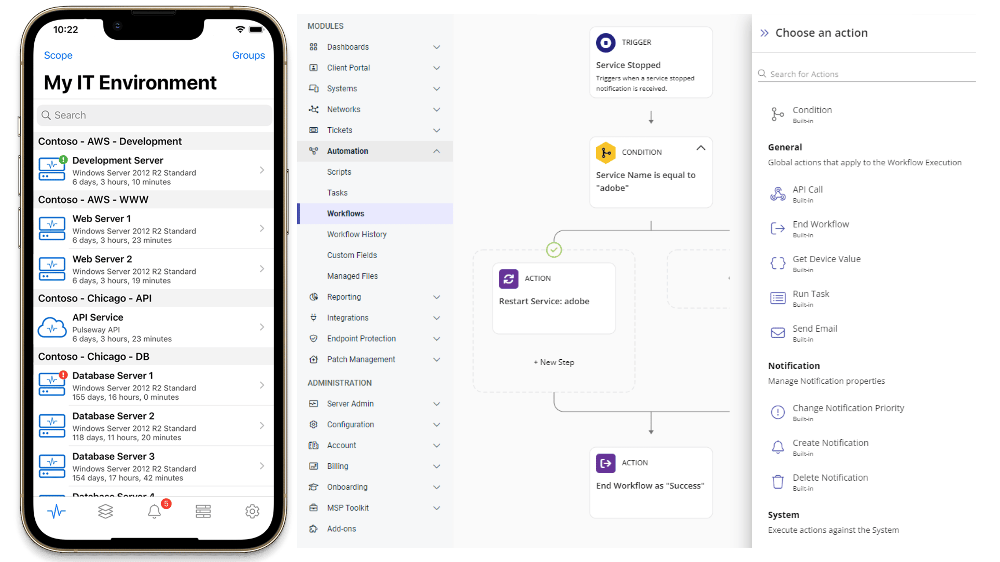 10:22
Scope
Groups
My IT Environment
Search
Contoso - AWS - Development
Development Server
Windows Server 2012 R2 Standard
6 days, 3 hours, 10 minutes
Contoso - AWS - WWW
Web Server 1
Windows Server 2012 R2 Standard
6 days, 3 hours, 23 minutes
Web Server 2
Windows Server 2012 R2 Standard
6 days, 3 hours, 19 minutes
Contoso - Chicago - API
API Service
Pulseway API
6 days, 3 hours, 23 minutes
Contoso - Chicago - DB
Database Server 1
Windows Server 2012 R2 Standard
155 days, 16 hours, 0 minutes
Database Server 2
Windows Server 2012 R2 Standard
118 days, 11 hours, 20 minutes
Database Server 3
Windows Server 2012 R2 Standard
154 days, 17 hours, 42 minutes
Database Server 4
5
MODULES
Dashboards
Client Portal
Systems
Networks
Tickets
Automation
Scripts
Tasks
Workflows
Workflow History
Custom Fields
Managed Files
Reporting
Integrations
Endpoint Protection
Patch Management
ADMINISTRATION
Server Admin
Configuration
Account
Billing
Onboarding
MSP Toolkit
Add-ons
TRIGGER
Service Stopped
Triggers when a service stopped
notification is received.
CONDITION
Service Name is equal to
"adobe"
ACTION
Restart Service: adobe
+ New Step
ACTION
End Workflow as "Success"
Choose an action
Search for Actions
Condition
Built-in
General
Global actions that apply to the Workflow Execution
API Call
Built-in
End Workflow
Built-in
Get Device Value
Built-in
Run Task
Built-in
Send Email
Built-in
Notification
Manage Notification properties
Change Notification Priority
Built-in
Create Notification
Built-in
Delete Notification
Built-in
System
Execute actions against the System